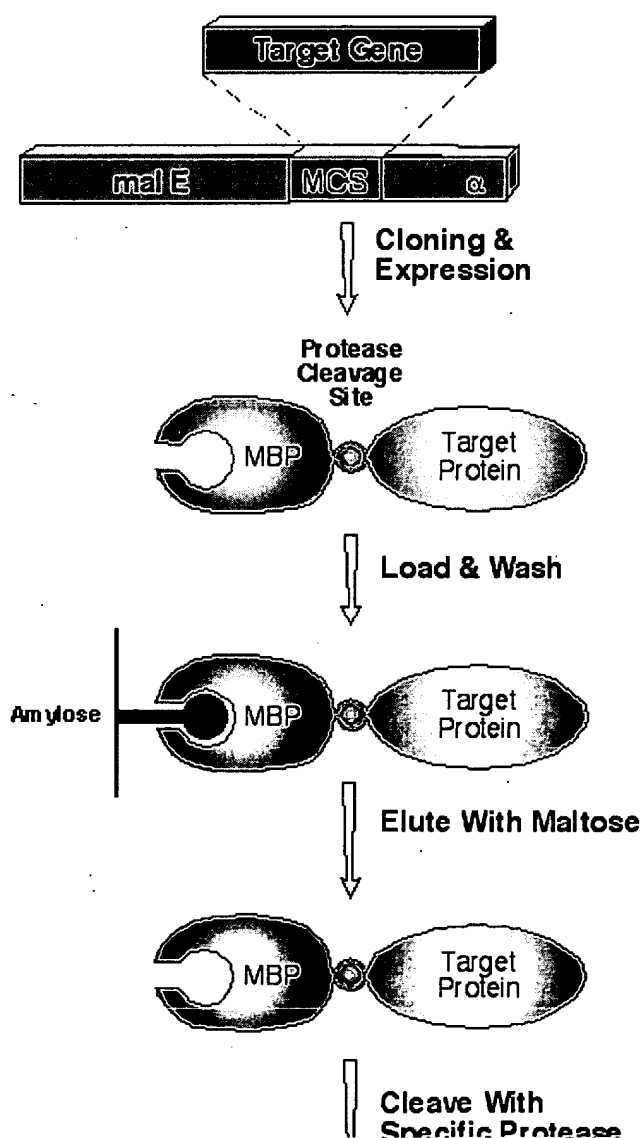 Target Gene
mal E MCS α
Cloning &
Expression
Protease
Cleavage
Site
MBP
Target
Protein
Load & Wash
Amylose
MBP
Target
Protein
Elute With Maltose
MBP
Target
Protein
Cleave With
Specific Protease